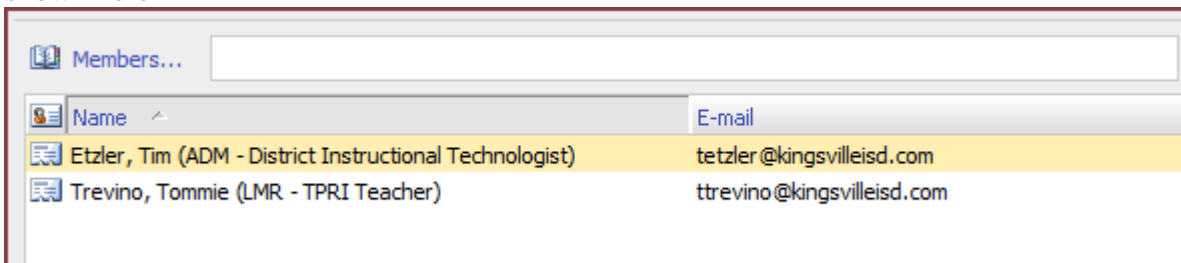 Members...
Name E-mail
Etzler, Tim (ADM - District Instructional Technologist) tetzler@kingsvilleisd.com
Trevino, Tommie (LMR - TPRI Teacher) ttrevino@kingsvilleisd.com